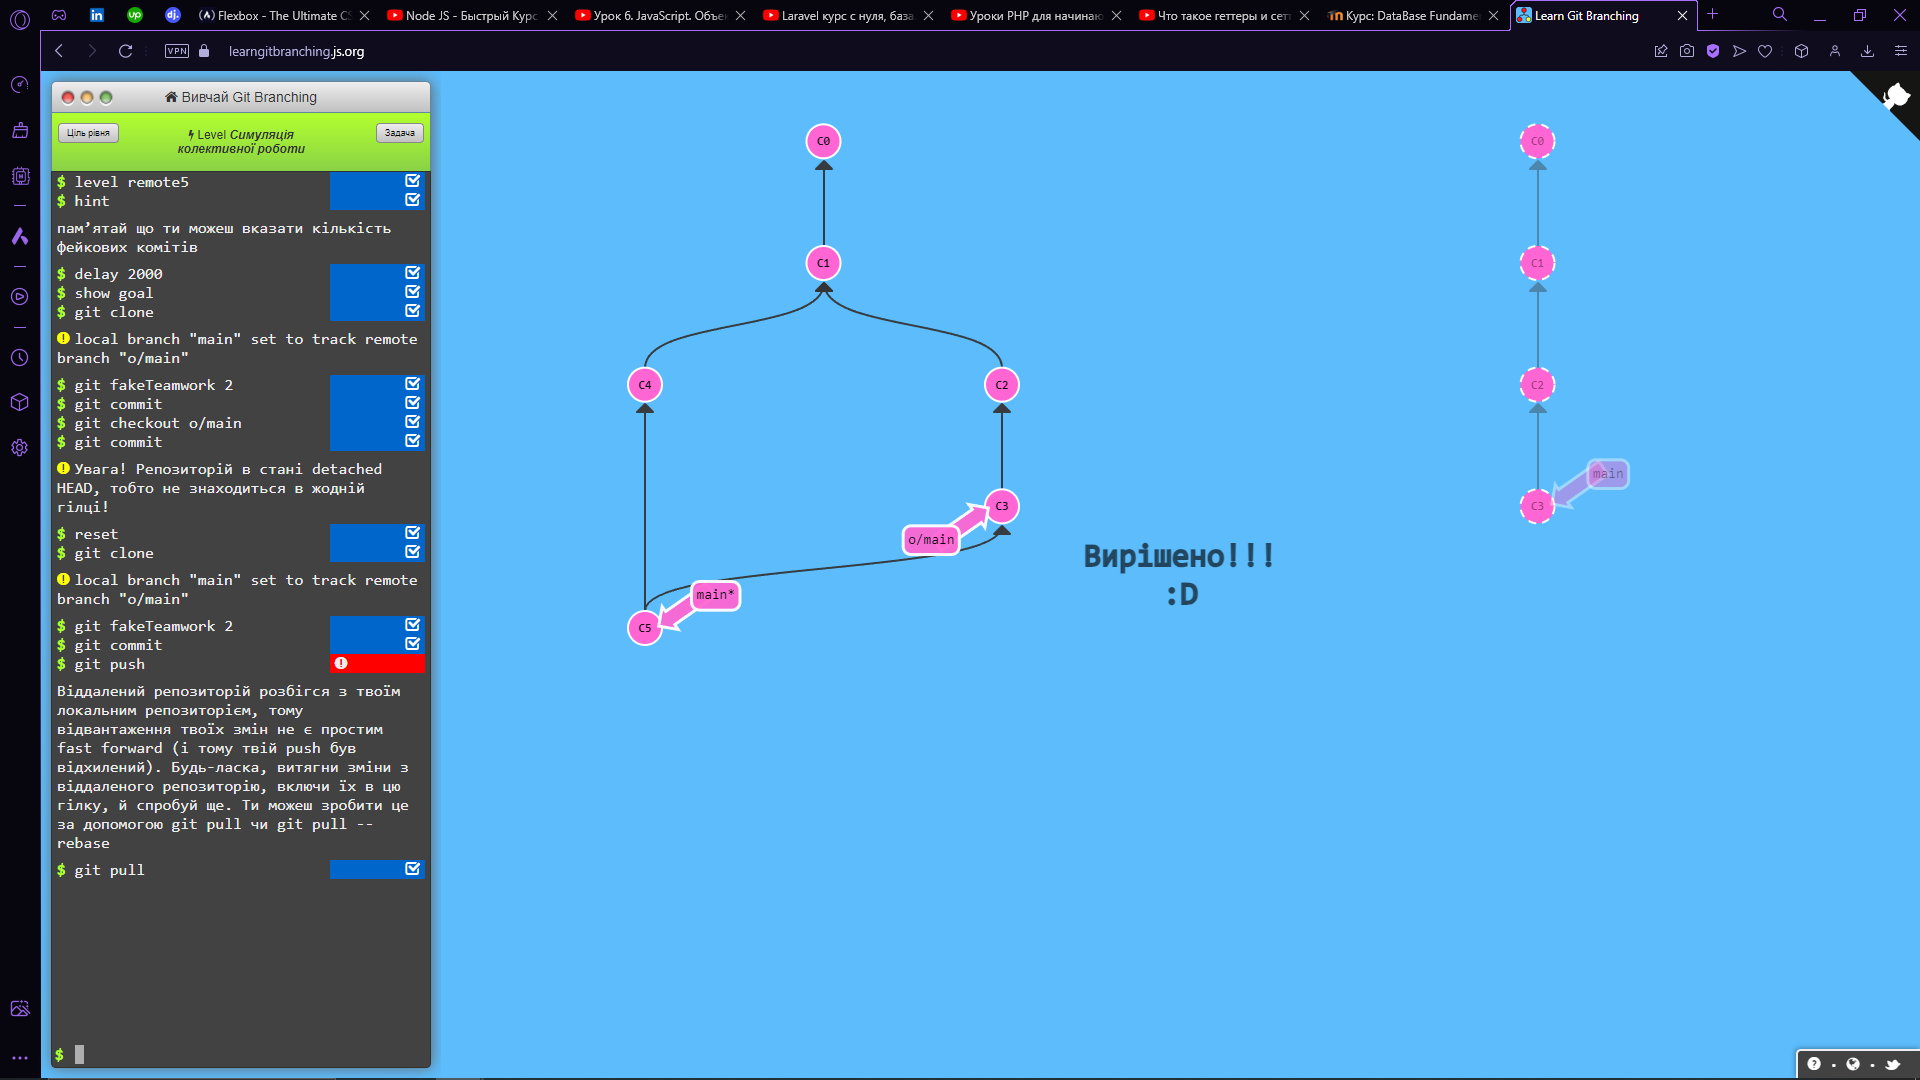 Flexbox - The Ultimate CS
Node JS - Быстрый Курс
Урок 6. JavaScript. Объе
Laravel курс с нуля, база
Уроки PHP для начинаю
Что такое геттеры и сетт
Курс: DataBase Fundame
Learn Git Branching
VPN
learngitbranching.js.org
Вивчай Git Branching
Ціль рівня
Level Симуляція
колективної роботи
Задача
$ level remote5
$ hint
пам’ятай що ти можеш вказати кількість
фейкових комітів
$ delay 2000
$ show goal
$ git clone
local branch "main" set to track remote
branch "o/main"
$ git fakeTeamwork 2
$ git commit
$ git checkout o/main
$ git commit
Увага! Репозиторій в стані detached
HEAD, тобто не знаходиться в жодній
гілці!
$ reset
$ git clone
local branch "main" set to track remote
branch "o/main"
$ git fakeTeamwork 2
$ git commit
$ git push
Віддалений репозиторій розбігся з твоїм
локальним репозиторієм, тому
відвантаження твоїх змін не є простим
fast forward (і тому твій push був
відхилений). Будь-ласка, витягни зміни з
віддаленого репозиторію, включи їх в цю
гілку, й спробуй ще. Ти можеш зробити це
за допомогою git pull чи git pull --
rebase
$ git pull
$
C0
C1
C4
C2
C3
o/main
main*
C5
Вирішено!!!
:D
C0
C1
C2
main
C3